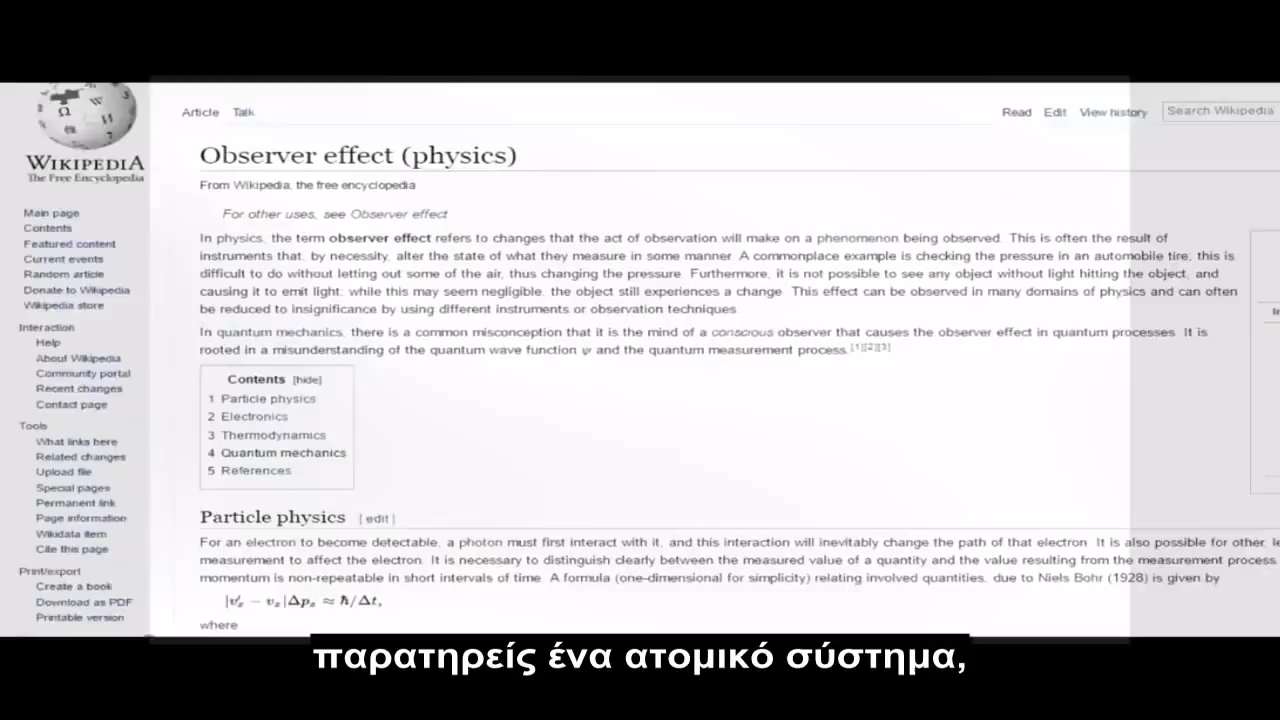 Article Talk
Read Edit View history Search Wikipedia
WIKIPEDIA
The Free Encyclopedia
Main page
Contents
Featured content
Current events
Random article
Donate to Wikipedia
Wikipedia store
Interaction
Help
About Wikipedia
Community portal
Recent changes
Contact page
Tools
What links here
Related changes
Upload file
Special pages
Permanent link
Page information
Wikidata item
Cite this page
Print/export
Create a book
Download as PDF
Printable version
Observer effect (physics)
From Wikipedia, the free encyclopedia
For other uses, see Observer effect
In physics, the term observer effect refers to changes that the act of observation will make on a phenomenon being observed. This is often the result of
instruments that, by necessity, alter the state of what they measure in some manner. A commonplace example is checking the pressure in an automobile tire; this is
difficult to do without letting out some of the air, thus changing the pressure. Furthermore, it is not possible to see any object without light hitting the object, and
causing it to emit light; while this may seem negligible, the object still experiences a change. This effect can be observed in many domains of physics and can often
be reduced to insignificance by using different instruments or observation techniques.
In quantum mechanics, there is a common misconception that it is the mind of a conscious observer that causes the observer effect in quantum processes. It is
rooted in a misunderstanding of the quantum wave function ψ and the quantum measurement process.[1][2][3]
Contents [hide]
1 Particle physics
2 Electronics
3 Thermodynamics
4 Quantum mechanics
5 References
Particle physics [ edit ]
For an electron to become detectable, a photon must first interact with it, and this interaction will inevitably change the path of that electron. It is also possible for other, le
measurement to affect the electron. It is necessary to distinguish clearly between the measured value of a quantity and the value resulting from the measurement process.
momentum is non-repeatable in short intervals of time. A formula (one-dimensional for simplicity) relating involved quantities, due to Niels Bohr (1928) is given by
|v′ₓ − vₓ|Δpₓ ≈ ℏ/Δt,
where
παρατηρείς ένα ατομικό σύστημα,